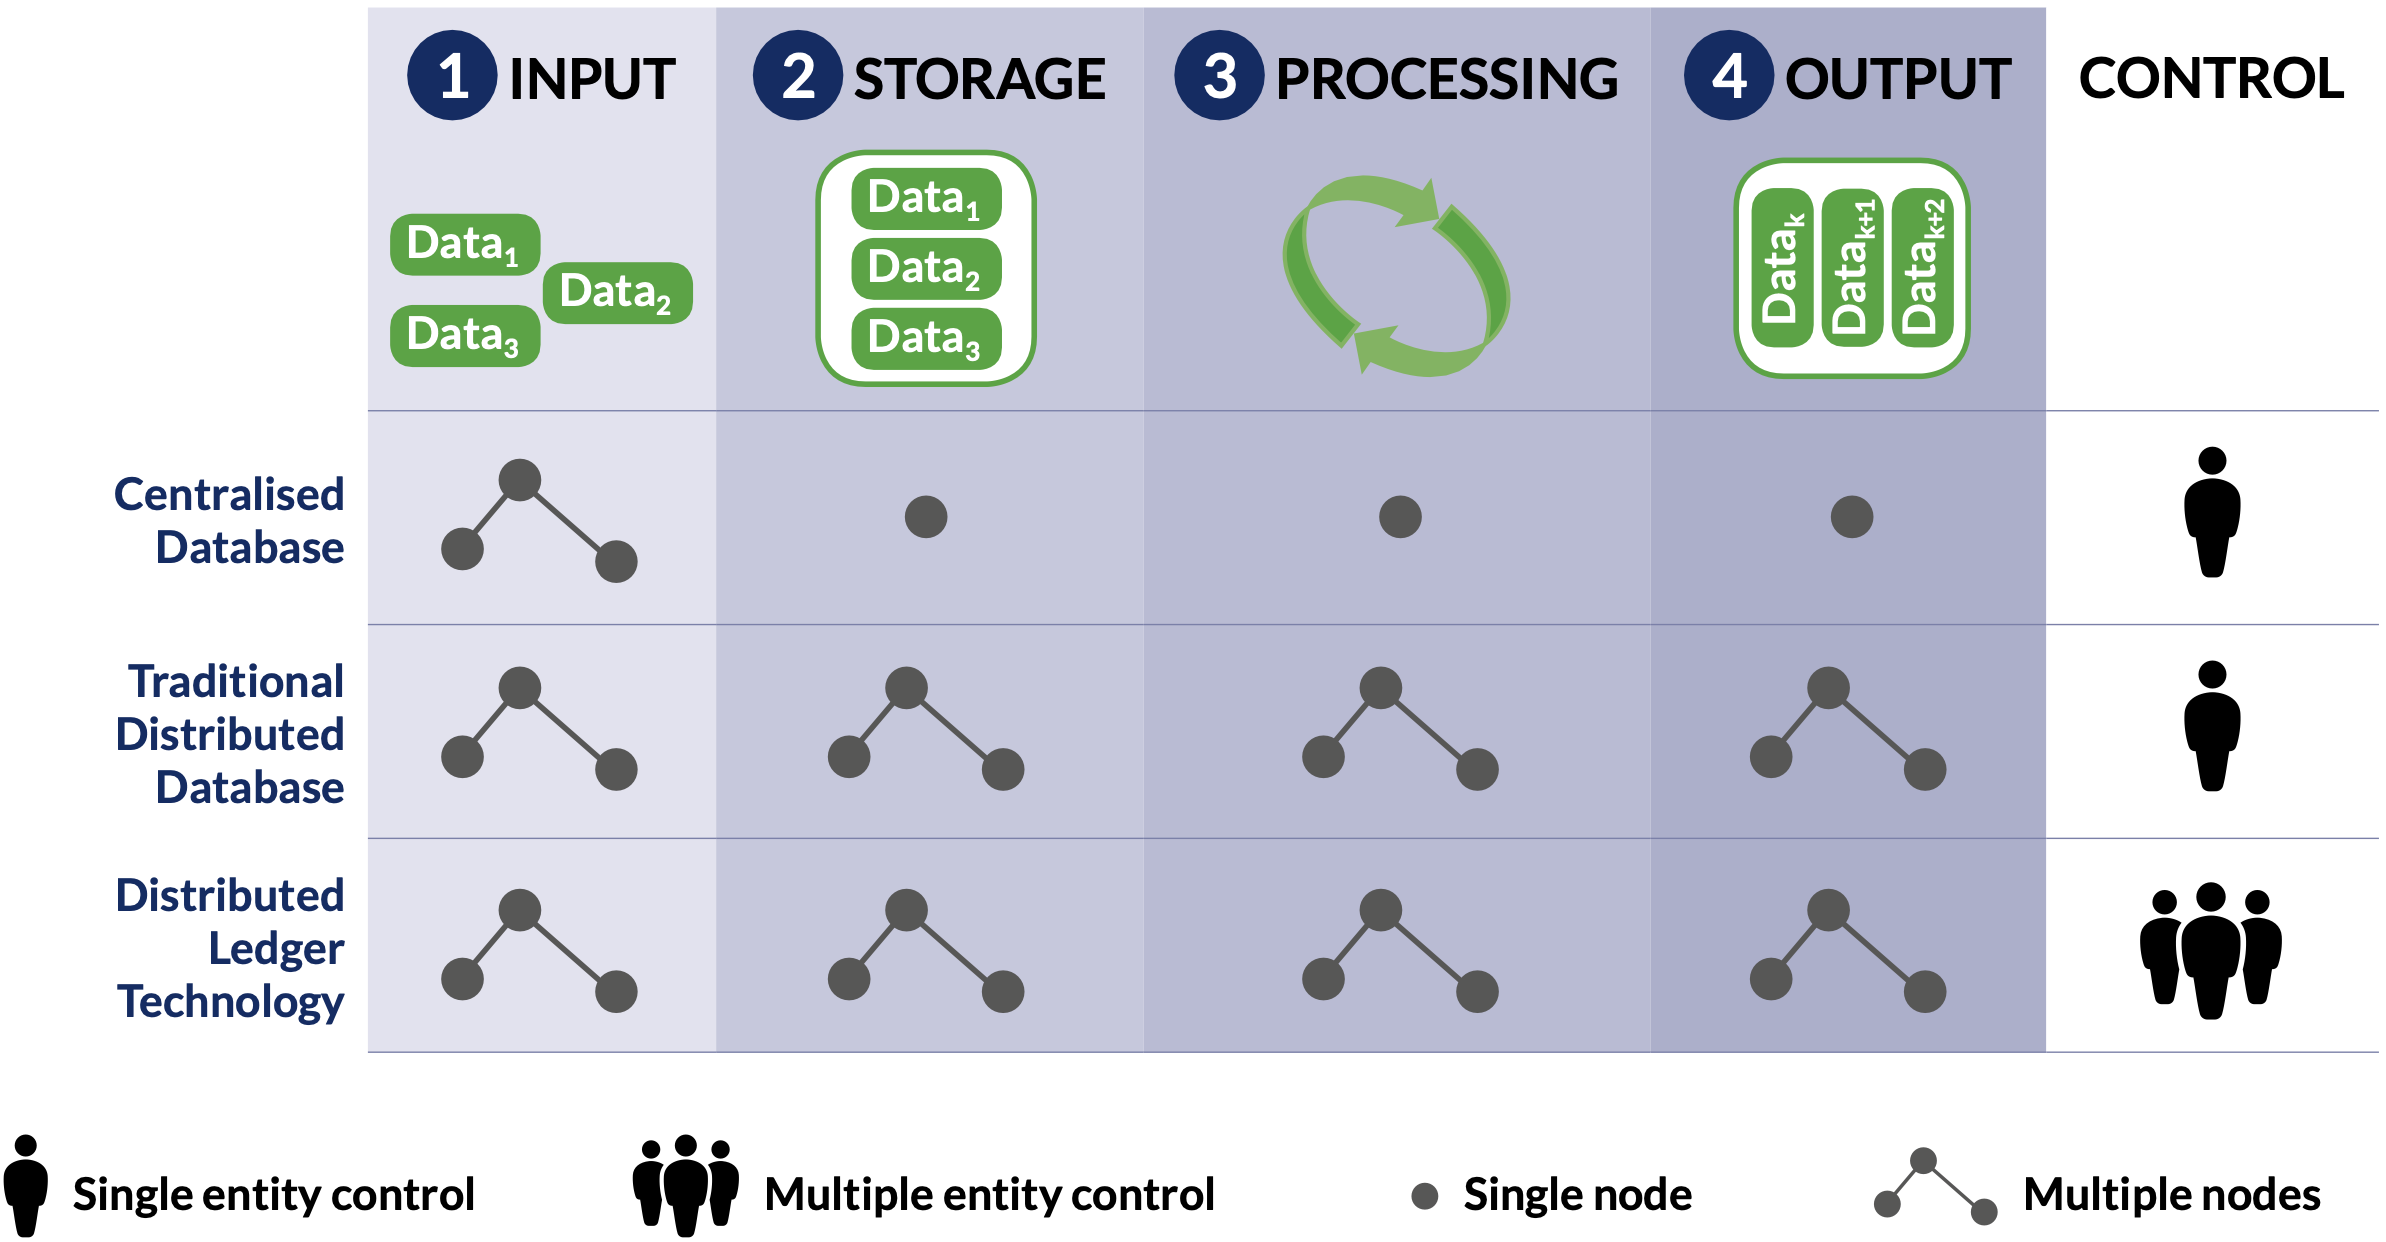 1 INPUT
2 STORAGE
3 PROCESSING
4 OUTPUT
CONTROL
Data1
Data2
Data3
Data1
Data2
Data3
Datak
Datak+1
Datak+2
Centralised
Database
Traditional
Distributed
Database
Distributed
Ledger
Technology
Single entity control
Multiple entity control
Single node
Multiple nodes